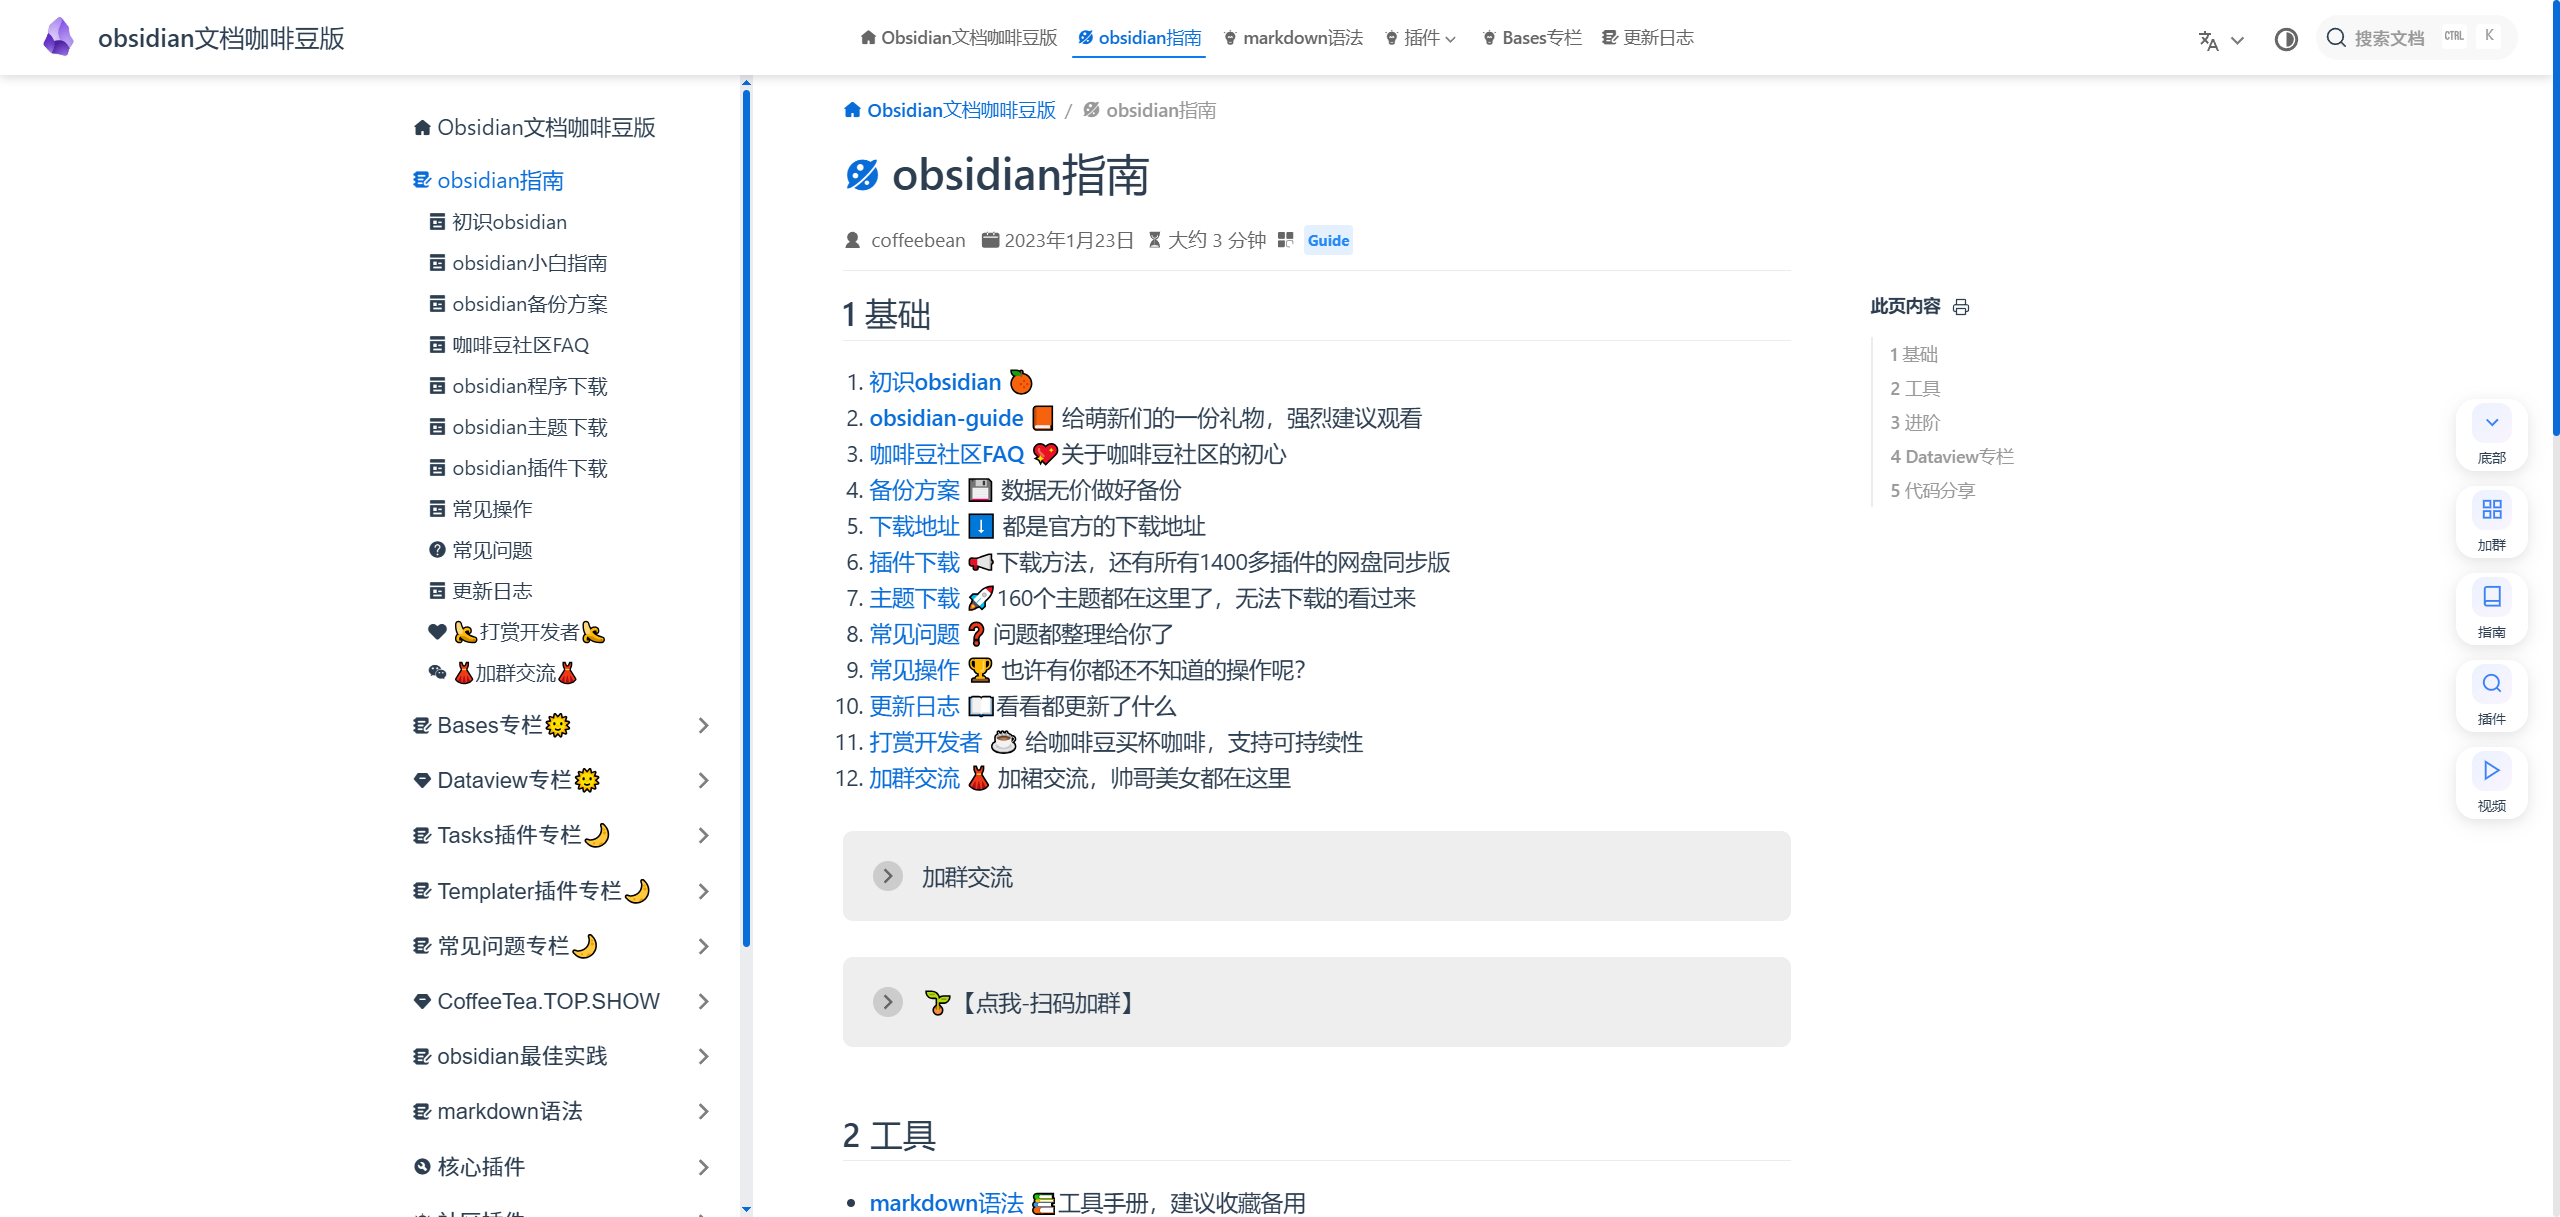 obsidian文档咖啡豆版
Obsidian文档咖啡豆版 obsidian指南 markdown语法 插件 Bases专栏 更新日志
搜索文档 CTRL K
Obsidian文档咖啡豆版
obsidian指南
初识obsidian
obsidian小白指南
obsidian备份方案
咖啡豆社区FAQ
obsidian程序下载
obsidian主题下载
obsidian插件下载
常见操作
常见问题
更新日志
💪打赏开发者💪
👗加群交流👗
Bases专栏🌞
Dataview专栏🌞
Tasks插件专栏🌙
Templater插件专栏🌙
常见问题专栏🌙
CoffeeTea.TOP.SHOW
obsidian最佳实践
markdown语法
核心插件
Obsidian文档咖啡豆版 / obsidian指南
obsidian指南
coffeebean 2023年1月23日 大约 3 分钟 Guide
1 基础
1. 初识obsidian 🍊
2. obsidian-guide 📙 给萌新们的一份礼物，强烈建议观看
3. 咖啡豆社区FAQ 💖关于咖啡豆社区的初心
4. 备份方案 💾 数据无价做好备份
5. 下载地址 ⬇️ 都是官方的下载地址
6. 插件下载 📢下载方法，还有所有1400多插件的网盘同步版
7. 主题下载 🚀160个主题都在这里了，无法下载的看过来
8. 常见问题 ❓ 问题都整理给你了
9. 常见操作 🏆 也许有你都还不知道的操作呢？
10. 更新日志 📖看看都更新了什么
11. 打赏开发者 ☕ 给咖啡豆买杯咖啡，支持可持续性
12. 加群交流 👗 加裙交流，帅哥美女都在这里
加群交流
🌱【点我-扫码加群】
2 工具
• markdown语法 📚工具手册，建议收藏备用
此页内容
1 基础
2 工具
3 进阶
4 Dataview专栏
5 代码分享
底部
加群
指南
插件
视频